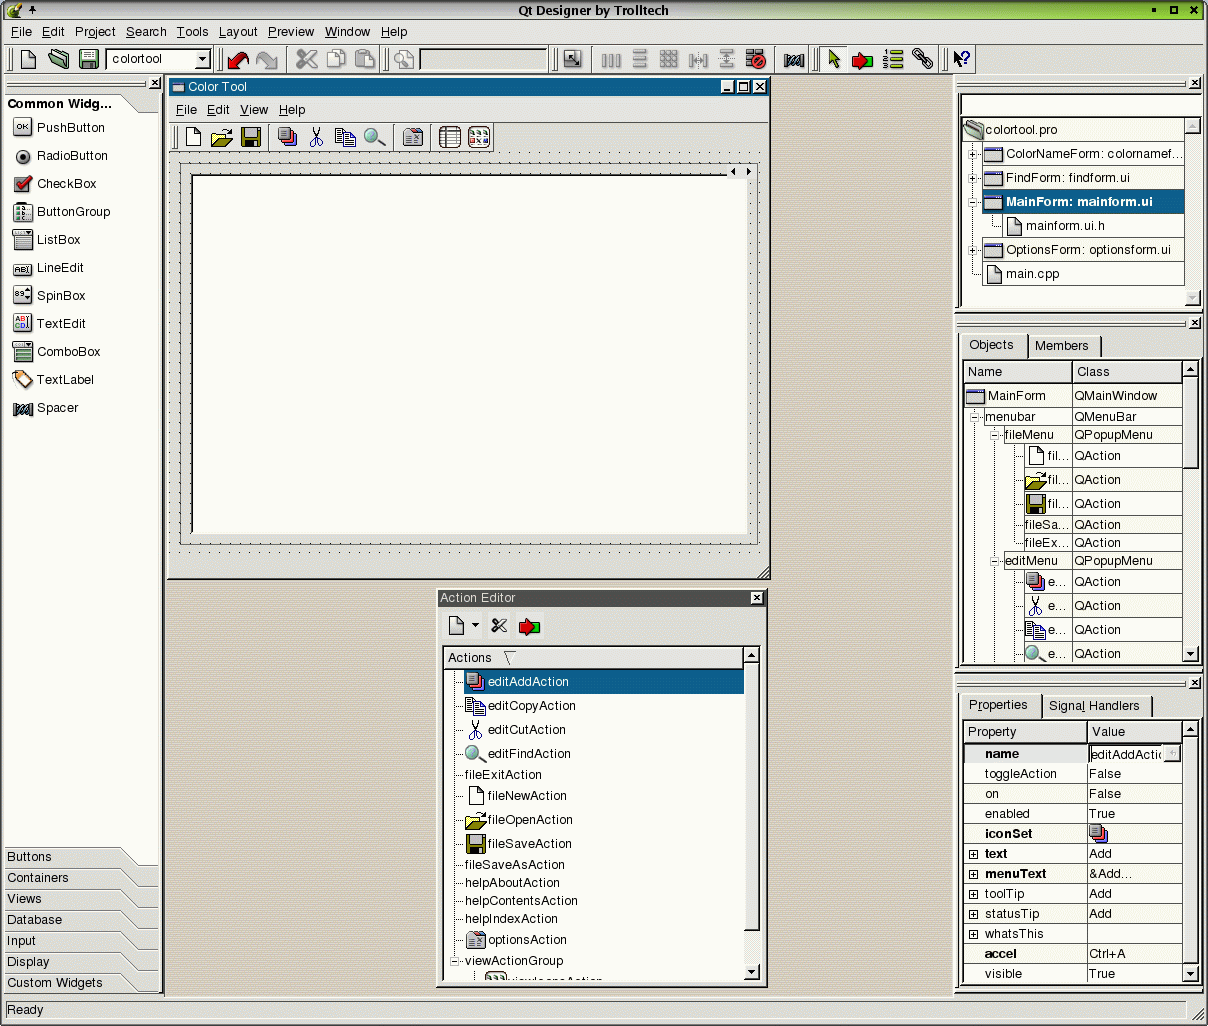 Qt Designer by Trolltech
File Edit Project Search Tools Layout Preview Window Help
colortool
Common Widg...
OK PushButton
RadioButton
CheckBox
ButtonGroup
ListBox
LineEdit
SpinBox
TextEdit
ComboBox
TextLabel
Spacer
Buttons
Containers
Views
Database
Input
Display
Custom Widgets
Color Tool
File Edit View Help
Action Editor
Actions
editAddAction
editCopyAction
editCutAction
editFindAction
fileExitAction
fileNewAction
fileOpenAction
fileSaveAction
fileSaveAsAction
helpAboutAction
helpContentsAction
helpIndexAction
optionsAction
viewActionGroup
colortool.pro
ColorNameForm: colornamef...
FindForm: findform.ui
MainForm: mainform.ui
mainform.ui.h
OptionsForm: optionsform.ui
main.cpp
Objects Members
Name Class
MainForm QMainWindow
menubar QMenuBar
fileMenu QPopupMenu
fil... QAction
fil... QAction
fil... QAction
fileSa... QAction
fileEx... QAction
editMenu QPopupMenu
e... QAction
e... QAction
e... QAction
e... QAction
Properties Signal Handlers
Property Value
name editAddActio
toggleAction False
on False
enabled True
iconSet
text Add
menuText &Add...
toolTip Add
statusTip Add
whatsThis
accel Ctrl+A
visible True
Ready